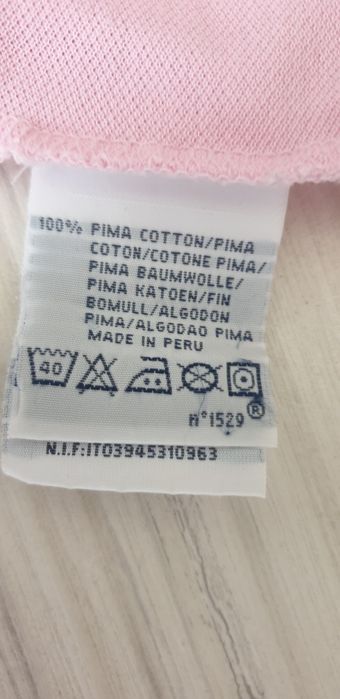 100% PIMA COTTON/PIMA
COTON/COTONE PIMA/
PIMA BAUMWOLLE/
PIMA KATOEN/FIN
BOMULL/ALGODON
PIMA/ALGODAO PIMA
MADE IN PERU
40
n°1529®
N.I.F:IT03945310963